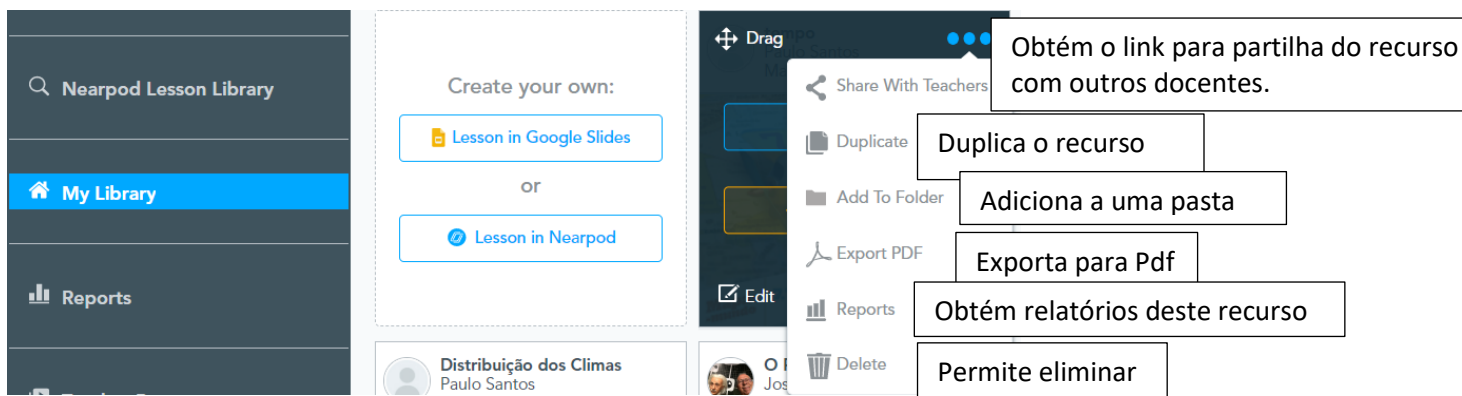 Nearpod Lesson Library
My Library
Reports
Create your own:
Lesson in Google Slides
or
Lesson in Nearpod
Distribuição dos Climas
Paulo Santos
Drag
Edit
Share With Teachers
Obtém o link para partilha do recurso
com outros docentes.
Duplicate
Duplica o recurso
Add To Folder
Adiciona a uma pasta
Export PDF
Exporta para Pdf
Reports
Obtém relatórios deste recurso
Delete
Permite eliminar